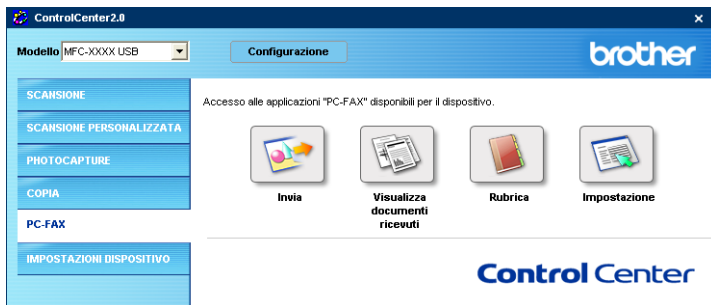 ControlCenter2.0
Modello MFC-XXXX USB
Configurazione
brother
SCANSIONE
SCANSIONE PERSONALIZZATA
PHOTOCAPTURE
COPIA
PC-FAX
IMPOSTAZIONI DISPOSITIVO
Accesso alle applicazioni "PC-FAX" disponibili per il dispositivo.
Invia
Visualizza
documenti
ricevuti
Rubrica
Impostazione
Control Center